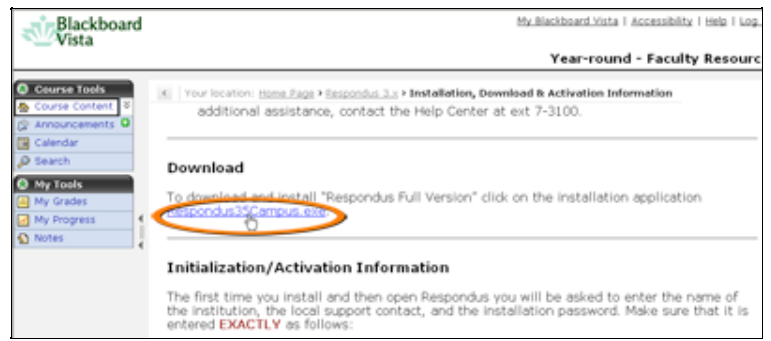 Blackboard
Vista
My Blackboard Vista | Accessibility | Help | Log
Year-round - Faculty Resourc
Course Tools
Course Content
Announcements
Calendar
Search
My Tools
My Grades
My Progress
Notes
Your location: Home Page › Respondus 3.x › Installation, Download & Activation Information
additional assistance, contact the Help Center at ext 7-3100.
Download
To download and install "Respondus Full Version" click on the installation application
Respondus35Campus.exe.
Initialization/Activation Information
The first time you install and then open Respondus you will be asked to enter the name of
the institution, the local support contact, and the installation password. Make sure that it is
entered EXACTLY as follows: